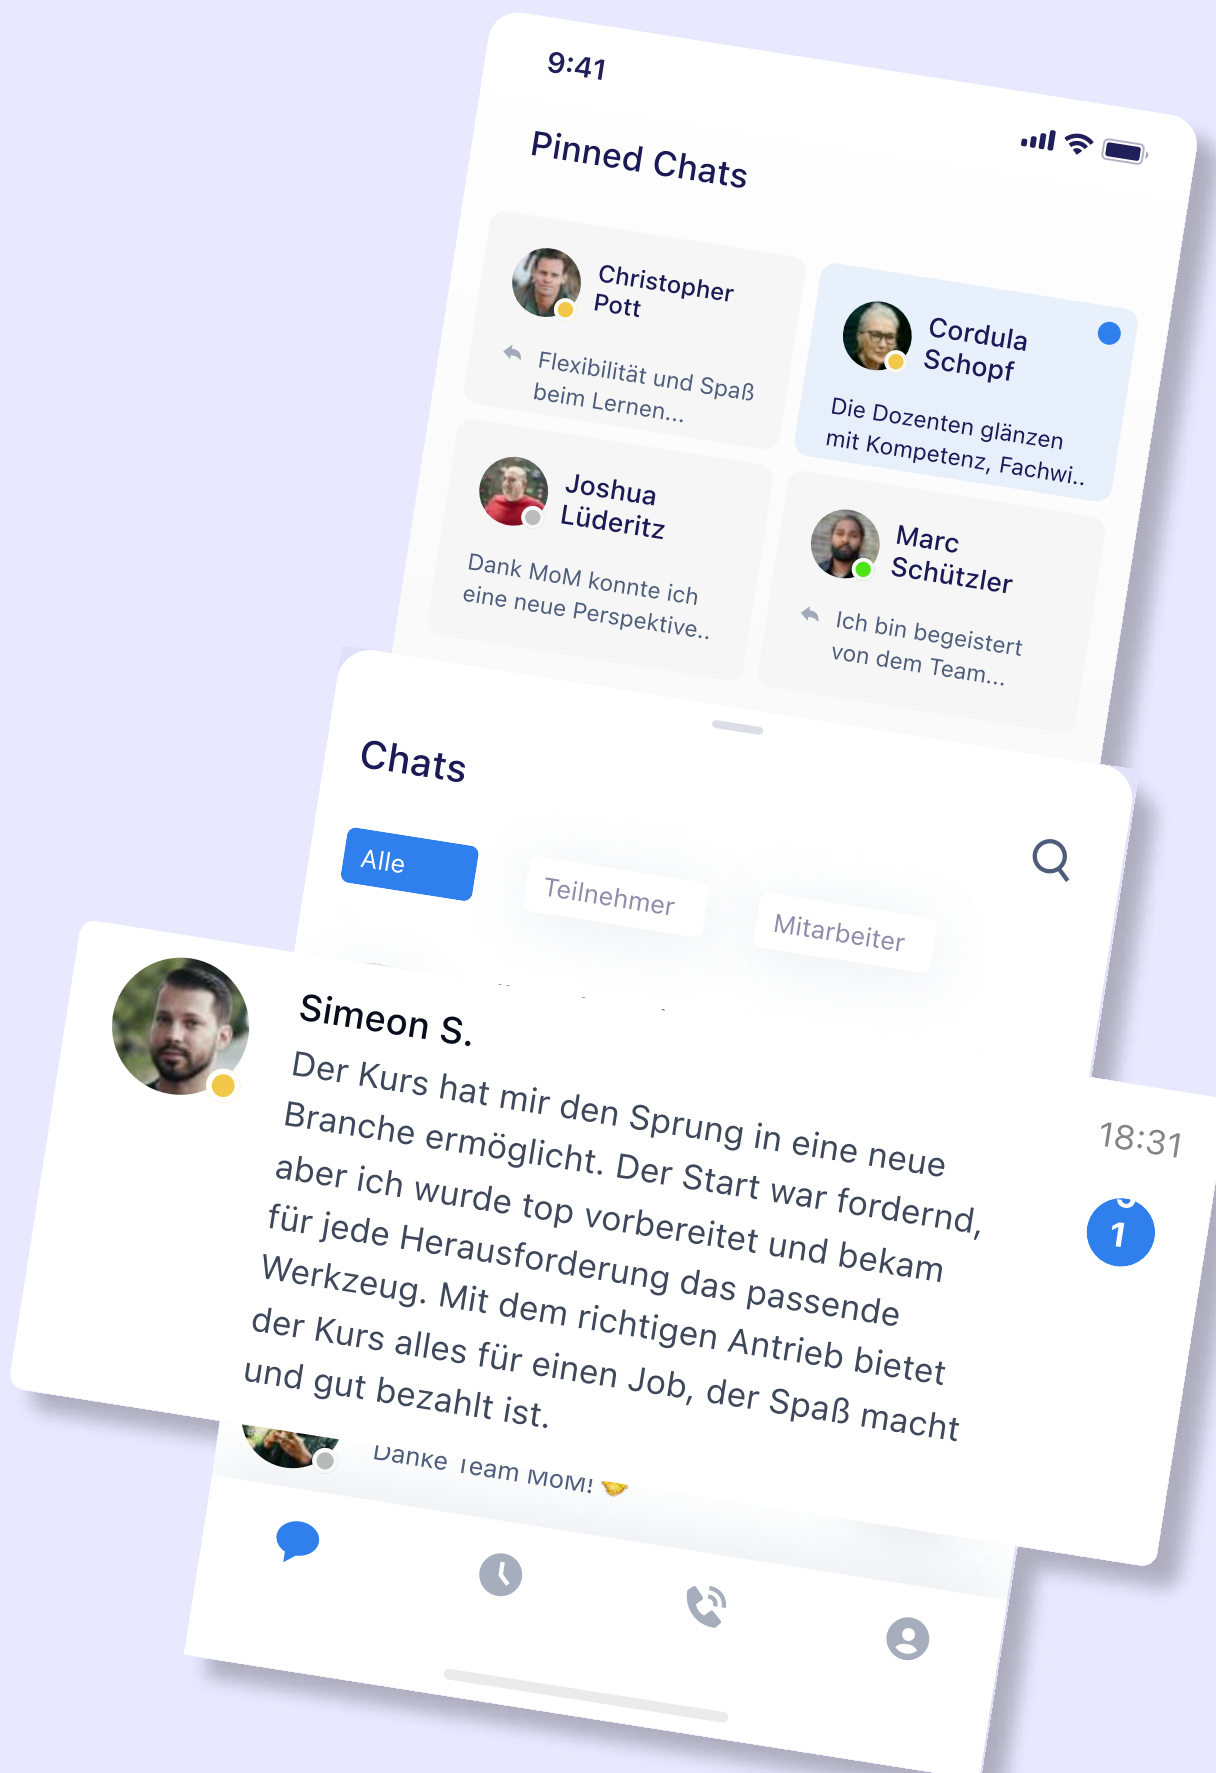 9:41
Pinned Chats
Christopher
Pott
Flexibilität und Spaß
beim Lernen...
Cordula
Schopf
Die Dozenten glänzen
mit Kompetenz, Fachwi..
Joshua
Lüderitz
Dank MoM konnte ich
eine neue Perspektive..
Marc
Schützler
Ich bin begeistert
von dem Team...
Chats
Alle
Teilnehmer
Mitarbeiter
Simeon S.
18:31
1
Der Kurs hat mir den Sprung in eine neue
Branche ermöglicht. Der Start war fordernd,
aber ich wurde top vorbereitet und bekam
für jede Herausforderung das passende
Werkzeug. Mit dem richtigen Antrieb bietet
der Kurs alles für einen Job, der Spaß macht
und gut bezahlt ist.
Danke Team MoM! 🤝